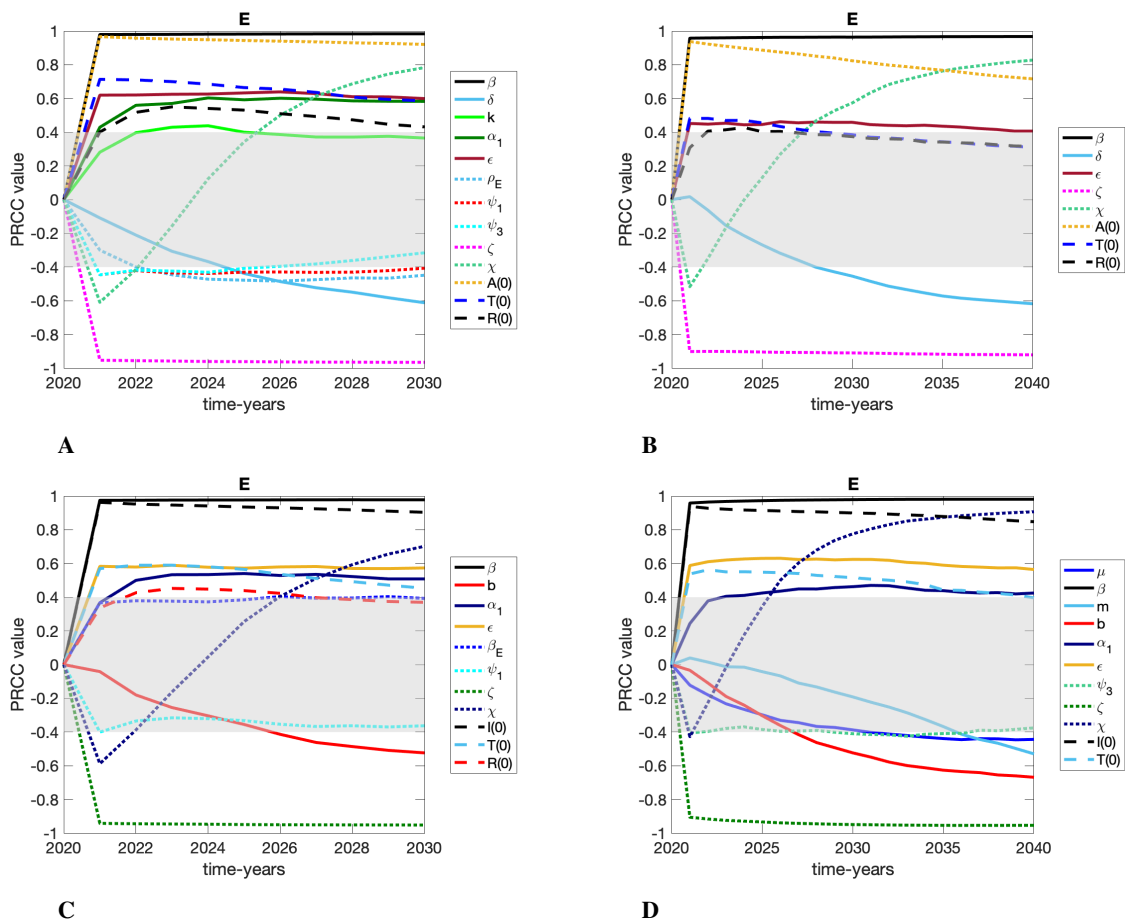 E
PRCC value
1
0.8
0.6
0.4
0.2
0
-0.2
-0.4
-0.6
-0.8
-1
2020 2022 2024 2026 2028 2030
time-years
β
δ
k
α1
ϵ
ρE
ψ1
ψ3
ζ
χ
A(0)
T(0)
R(0)
A
E
PRCC value
1
0.8
0.6
0.4
0.2
0
-0.2
-0.4
-0.6
-0.8
-1
2020 2025 2030 2035 2040
time-years
β
δ
ϵ
ζ
χ
A(0)
T(0)
R(0)
B
E
PRCC value
1
0.8
0.6
0.4
0.2
0
-0.2
-0.4
-0.6
-0.8
-1
2020 2022 2024 2026 2028 2030
time-years
β
b
α1
ϵ
βE
ψ1
ζ
χ
I(0)
T(0)
R(0)
C
E
PRCC value
1
0.8
0.6
0.4
0.2
0
-0.2
-0.4
-0.6
-0.8
-1
2020 2025 2030 2035 2040
time-years
μ
β
m
b
α1
ϵ
ψ3
ζ
χ
I(0)
T(0)
D